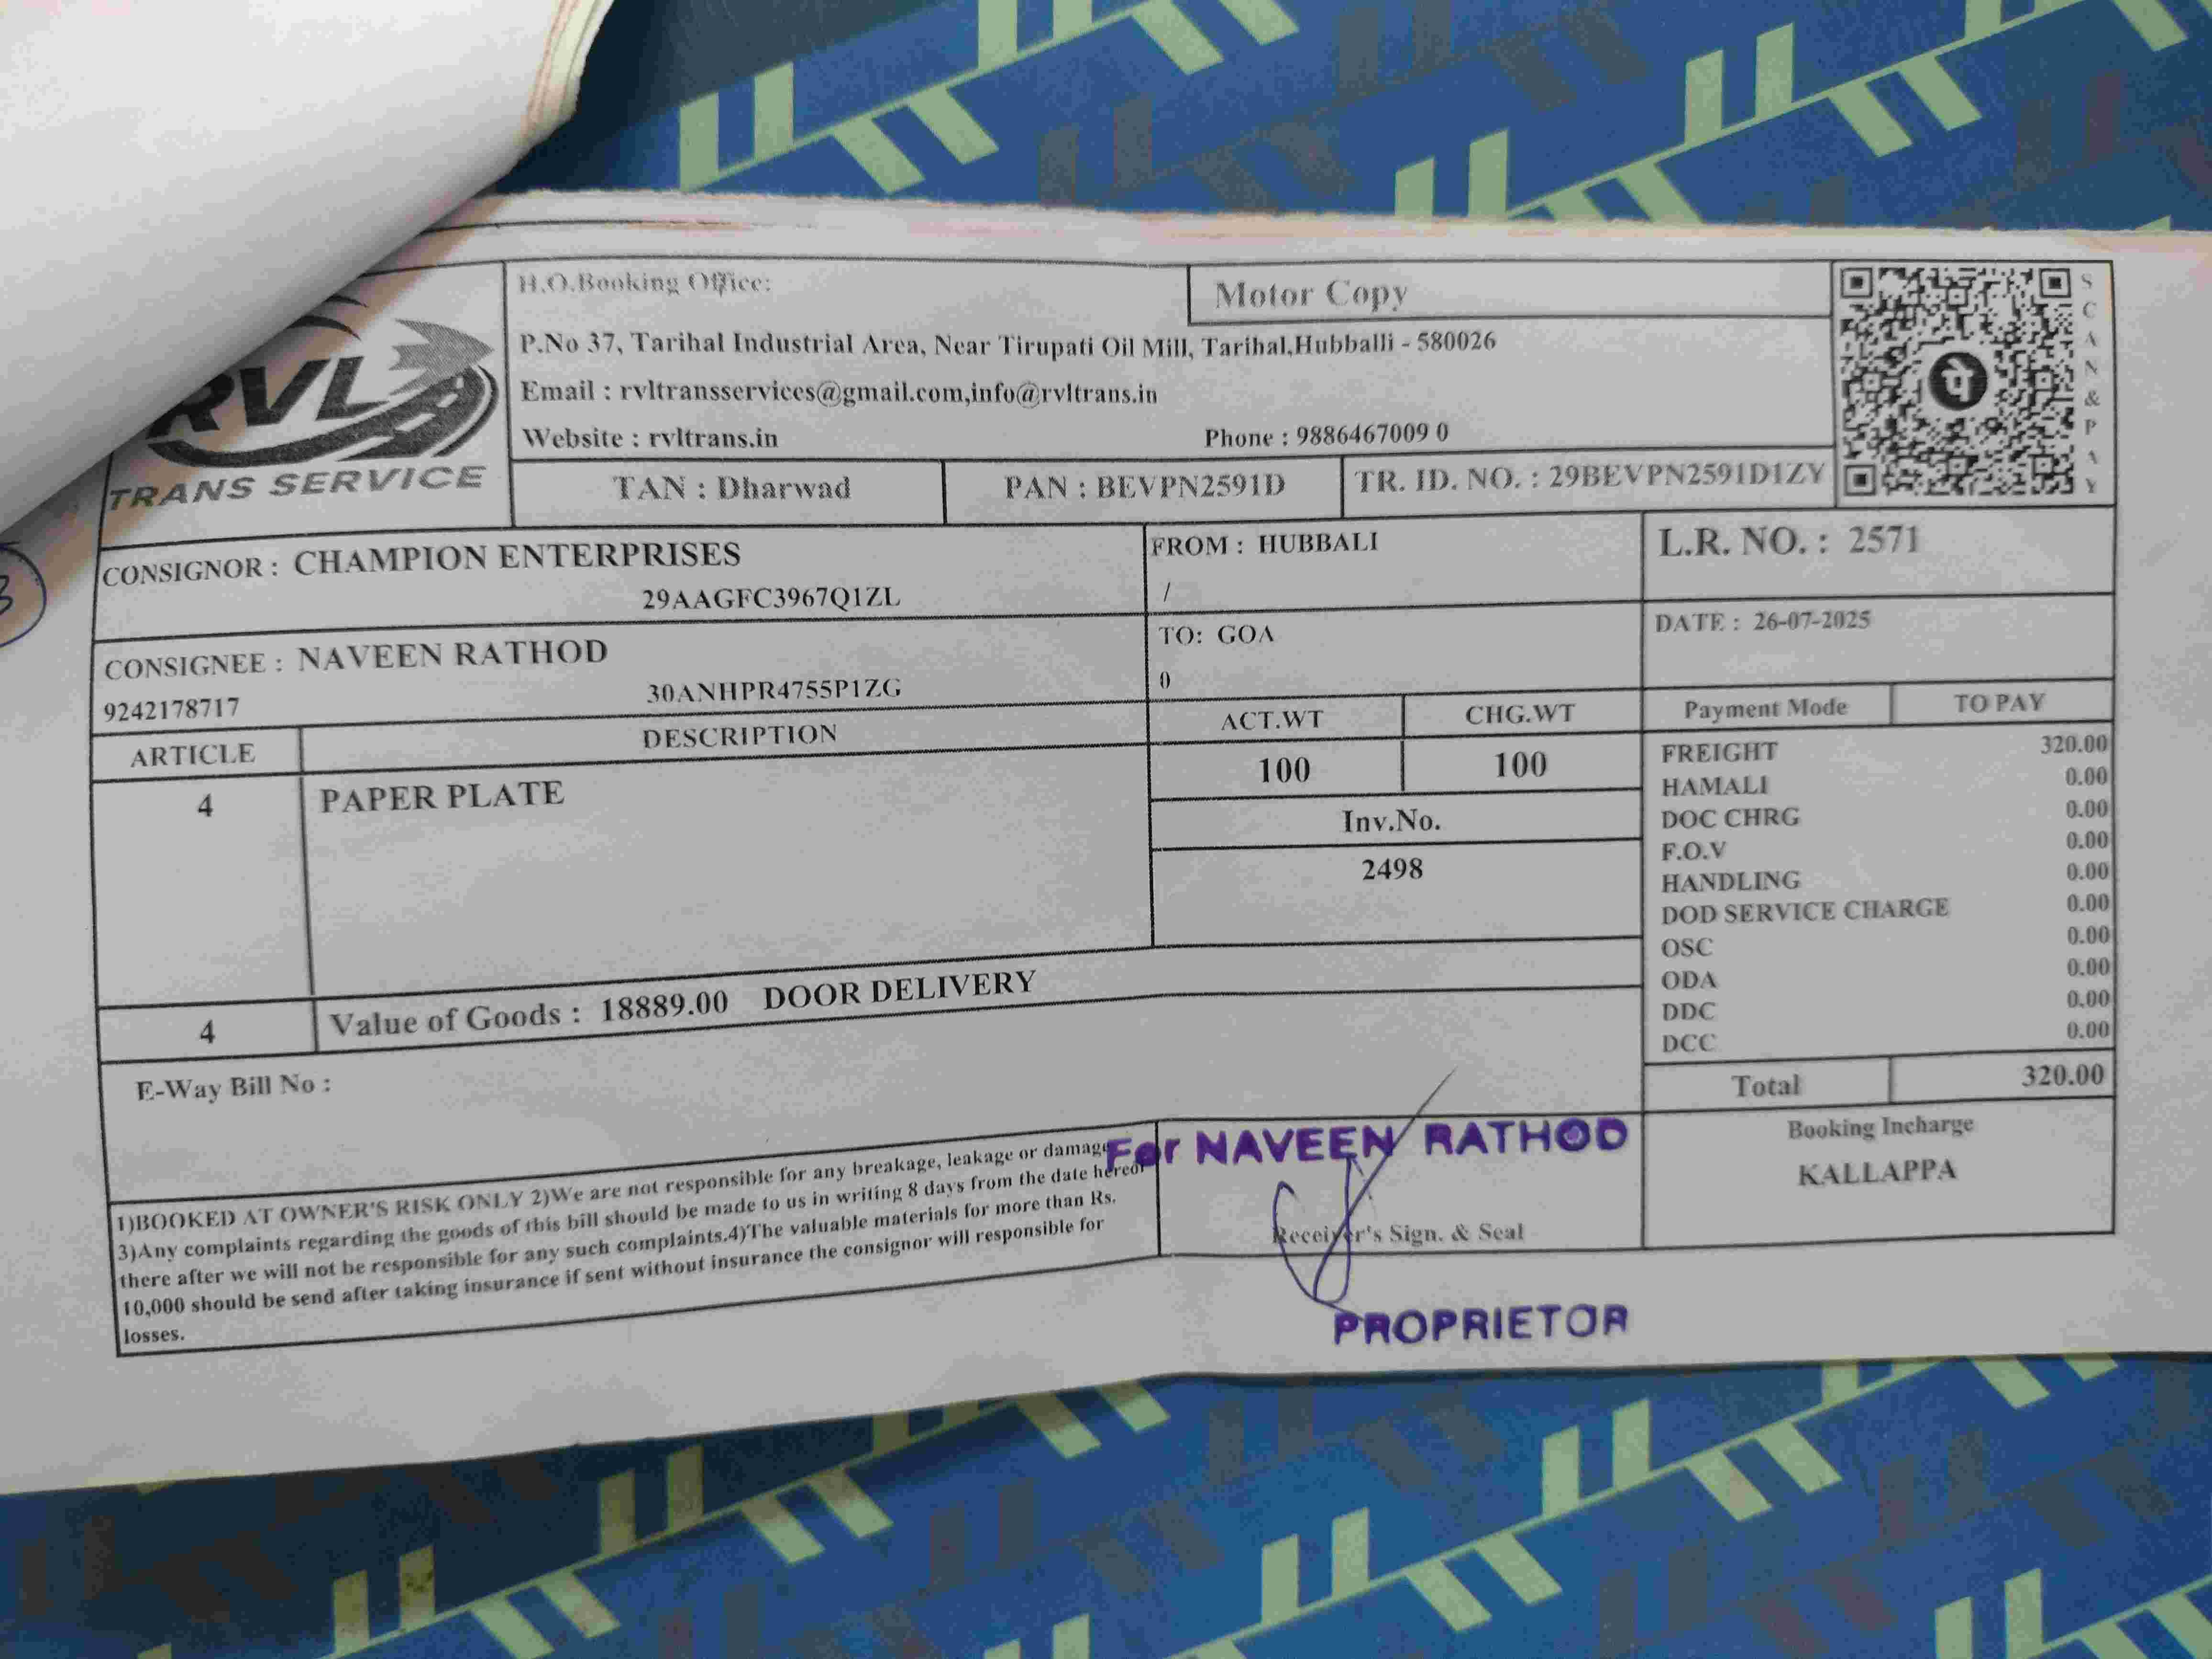 H.O.Booking Office:
Motor Copy
P.No 37, Tarihal Industrial Area, Near Tirupati Oil Mill, Tarihal,Hubballi - 580026
Email : rvltransservices@gmail.com,info@rvltrans.in
Website : rvltrans.in Phone : 9886467009 0
SCAN&PAY
पे
RVL
TRANS SERVICE
TAN : Dharwad PAN : BEVPN2591D TR. ID. NO. : 29BEVPN2591D1ZY
CONSIGNOR : CHAMPION ENTERPRISES
29AAGFC3967Q1ZL
FROM : HUBBALI
/
L.R. NO. : 2571
CONSIGNEE : NAVEEN RATHOD
9242178717 30ANHPR4755P1ZG
TO: GOA
0
DATE : 26-07-2025
ARTICLE DESCRIPTION ACT.WT CHG.WT
4 PAPER PLATE 100 100
Inv.No.
2498
Payment Mode TO PAY
FREIGHT 320.00
HAMALI 0.00
DOC CHRG 0.00
F.O.V 0.00
HANDLING 0.00
DOD SERVICE CHARGE 0.00
OSC 0.00
ODA 0.00
DDC 0.00
DCC 0.00
Total 320.00
4 Value of Goods : 18889.00 DOOR DELIVERY
E-Way Bill No :
1)BOOKED AT OWNER'S RISK ONLY 2)We are not responsible for any breakage, leakage or damage
3)Any complaints regarding the goods of this bill should be made to us in writing 8 days from the date hereof
there after we will not be responsible for any such complaints.4)The valuable materials for more than Rs.
10,000 should be send after taking insurance if sent without insurance the consignor will responsible for
losses.
For NAVEEN RATHOD
Receiver's Sign. & Seal
PROPRIETOR
Booking Incharge
KALLAPPA